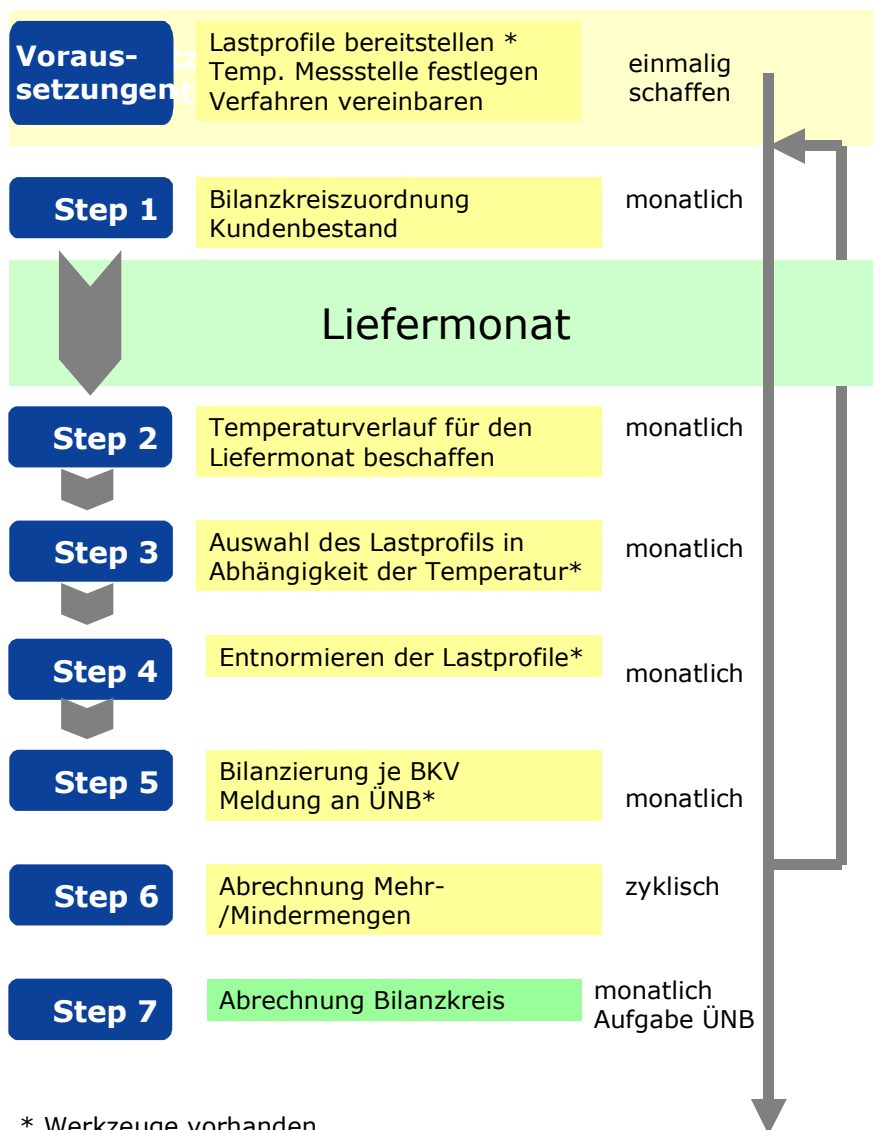 Voraus-
setzungen
Lastprofile bereitstellen *
Temp. Messstelle festlegen
Verfahren vereinbaren
einmalig
schaffen
Step 1
Bilanzkreiszuordnung
Kundenbestand
monatlich
Liefermonat
Step 2
Temperaturverlauf für den
Liefermonat beschaffen
monatlich
Step 3
Auswahl des Lastprofils in
Abhängigkeit der Temperatur*
monatlich
Step 4
Entnormieren der Lastprofile*
monatlich
Step 5
Bilanzierung je BKV
Meldung an ÜNB*
monatlich
Step 6
Abrechnung Mehr-
/Mindermengen
zyklisch
Step 7
Abrechnung Bilanzkreis
monatlich
Aufgabe ÜNB
* Werkzeuge vorhanden